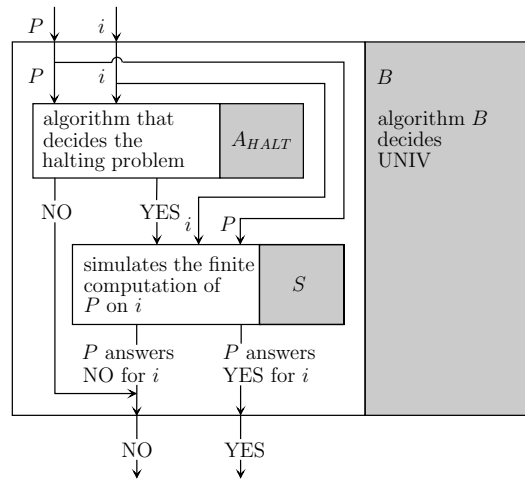 P
i
P
i
B
algorithm B
decides
UNIV
algorithm that
decides the
halting problem
A_HALT
NO
YES
i
P
simulates the finite
computation of
P on i
S
P answers
NO for i
P answers
YES for i
NO
YES